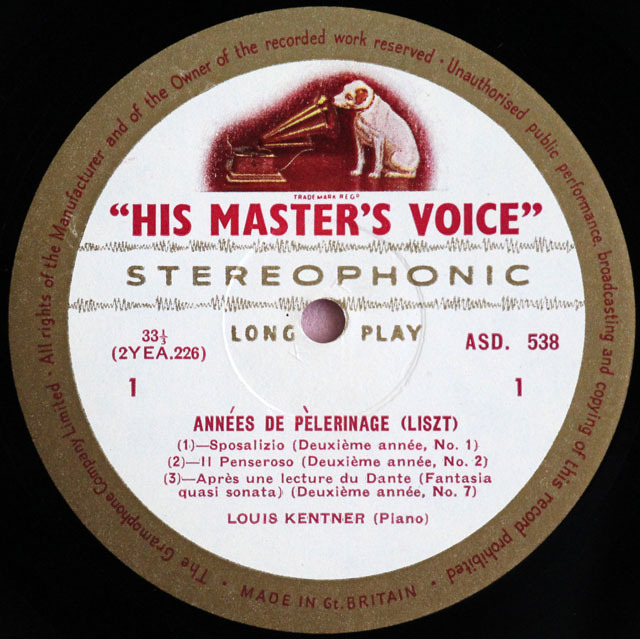 The Gramophone Company Limited · All rights of the Manufacturer and of the Owner of the recorded work reserved · Unauthorised public performance, broadcasting and copying of this record prohibited ·
TRADE MARK REGD
“HIS MASTER'S VOICE”
STEREOPHONIC
LONG PLAY
33⅓
(2YEA.226)
ASD. 538
1
1
ANNÉES DE PÈLERINAGE (LISZT)
(1)—Sposalizio (Deuxième année, No. 1)
(2)—Il Penseroso (Deuxième année, No. 2)
(3)—Après une lecture du Dante (Fantasia
quasi sonata) (Deuxième année, No. 7)
LOUIS KENTNER (Piano)
MADE IN Gt. BRITAIN